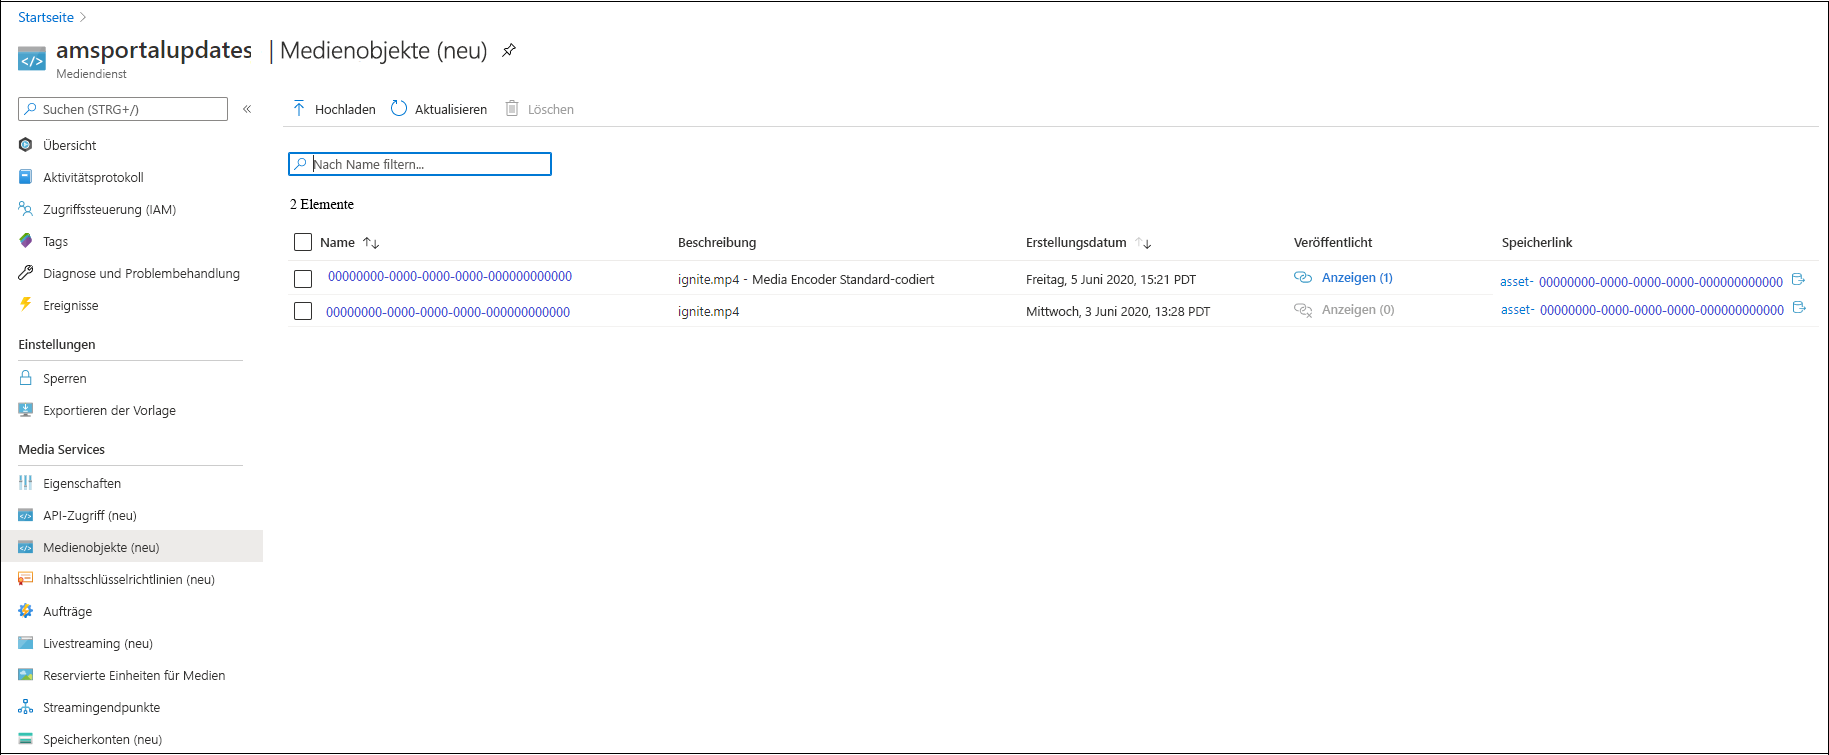 Startseite
amsportalupdates | Medienobjekte (neu)
Mediendienst
Suchen (STRG+/)
Übersicht
Aktivitätsprotokoll
Zugriffssteuerung (IAM)
Tags
Diagnose und Problembehandlung
Ereignisse
Einstellungen
Sperren
Exportieren der Vorlage
Media Services
Eigenschaften
API-Zugriff (neu)
Medienobjekte (neu)
Inhaltsschlüsselrichtlinien (neu)
Aufträge
Livestreaming (neu)
Reservierte Einheiten für Medien
Streamingendpunkte
Speicherkonten (neu)
Hochladen Aktualisieren Löschen
Nach Name filtern...
2 Elemente
Name Beschreibung Erstellungsdatum Veröffentlicht Speicherlink
00000000-0000-0000-0000-000000000000 ignite.mp4 - Media Encoder Standard-codiert Freitag, 5 Juni 2020, 15:21 PDT Anzeigen (1) asset- 00000000-0000-0000-0000-000000000000
00000000-0000-0000-0000-000000000000 ignite.mp4 Mittwoch, 3 Juni 2020, 13:28 PDT Anzeigen (0) asset- 00000000-0000-0000-0000-000000000000